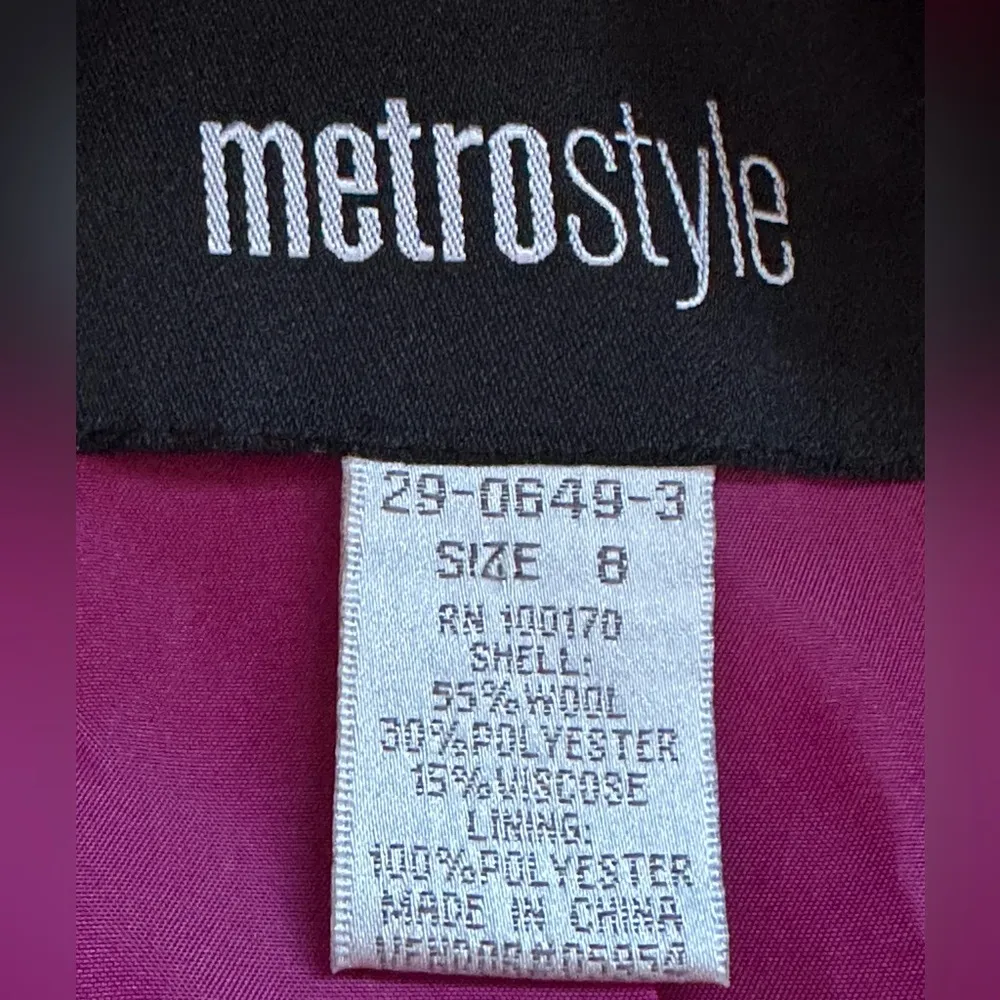 metrostyle
29-0649-3
SIZE 8
RN 100170
SHELL:
55%WOOL
30%POLYESTER
15%VISCOSE
LINING:
100%POLYESTER
MADE IN CHINA